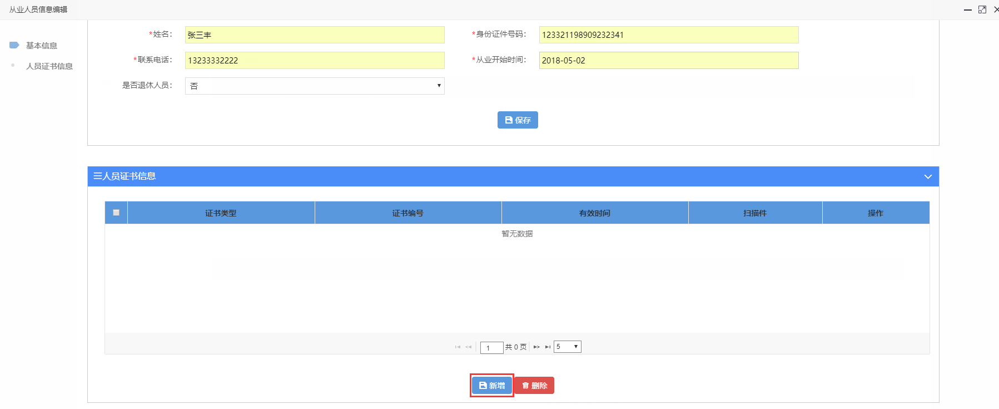 从业人员信息编辑
基本信息
人员证书信息
*姓名： 张三丰 *身份证件号码： 123321198909232341
*联系电话： 13233332222 *从业开始时间： 2018-05-02
是否退休人员： 否
保存
人员证书信息
证书类型 证书编号 有效时间 扫描件 操作
暂无数据
1 共 0 页 5
新增 删除